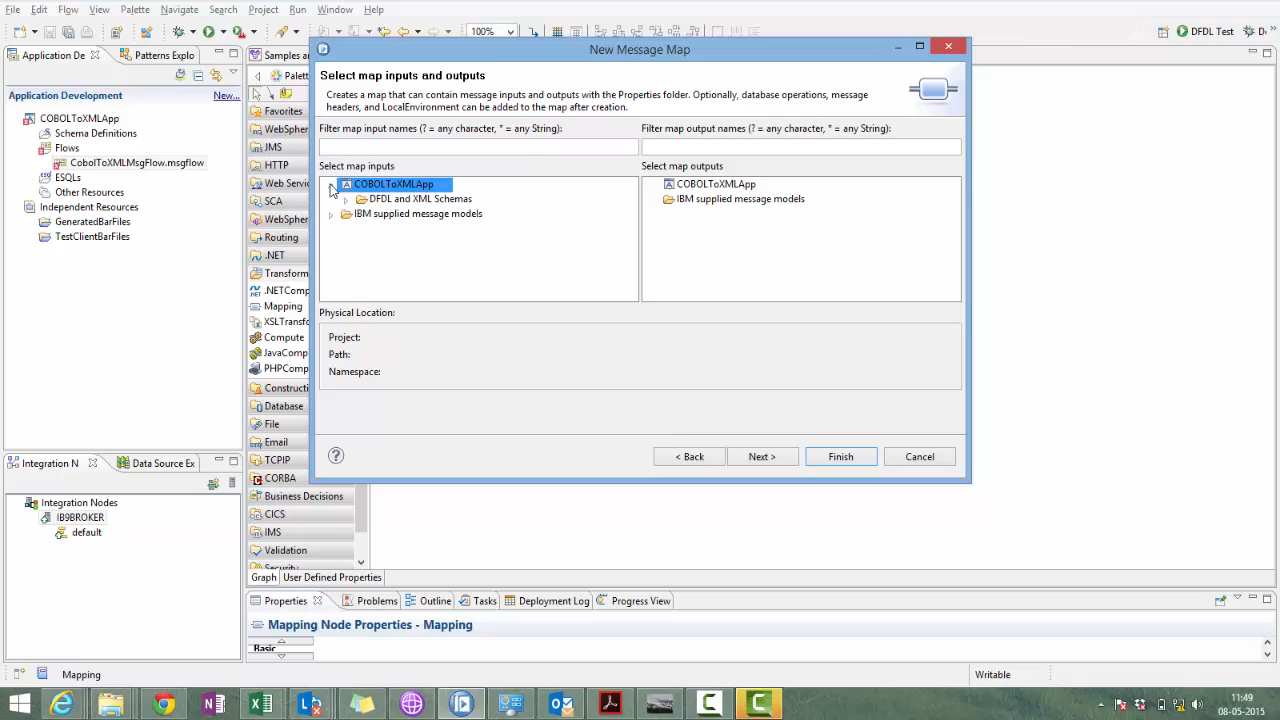 File Edit Flow View Palette Navigate Search Project Run Window Help
100%
DFDL Test
Application De
Patterns Explo
Application Development
New...
COBOLToXMLApp
Schema Definitions
Flows
CobolToXMLMsgFlow.msgflow
ESQLs
Other Resources
Independent Resources
GeneratedBarFiles
TestClientBarFiles
Samples a
Palett
Favorites
WebSpher
JMS
HTTP
Web Servic
SCA
WebSpher
Routing
.NET
Transform
.NETComp
Mapping
XSLTransfo
Compute
JavaComp
PHPComp
Constructi
Database
File
Email
TCPIP
CORBA
Business Decisions
CICS
IMS
Validation
Security
Graph User Defined Properties
New Message Map
Select map inputs and outputs
Creates a map that can contain message inputs and outputs with the Properties folder. Optionally, database operations, message
headers, and LocalEnvironment can be added to the map after creation.
Filter map input names (? = any character, * = any String):
Filter map output names (? = any character, * = any String):
Select map inputs
COBOLToXMLApp
DFDL and XML Schemas
IBM supplied message models
Select map outputs
COBOLToXMLApp
IBM supplied message models
Physical Location:
Project:
Path:
Namespace:
< Back
Next >
Finish
Cancel
Integration N
Data Source Ex
Integration Nodes
IB9BROKER
default
Properties Problems Outline Tasks Deployment Log Progress View
Mapping Node Properties - Mapping
Basic
Mapping
Writable
11:49
08-05-2015